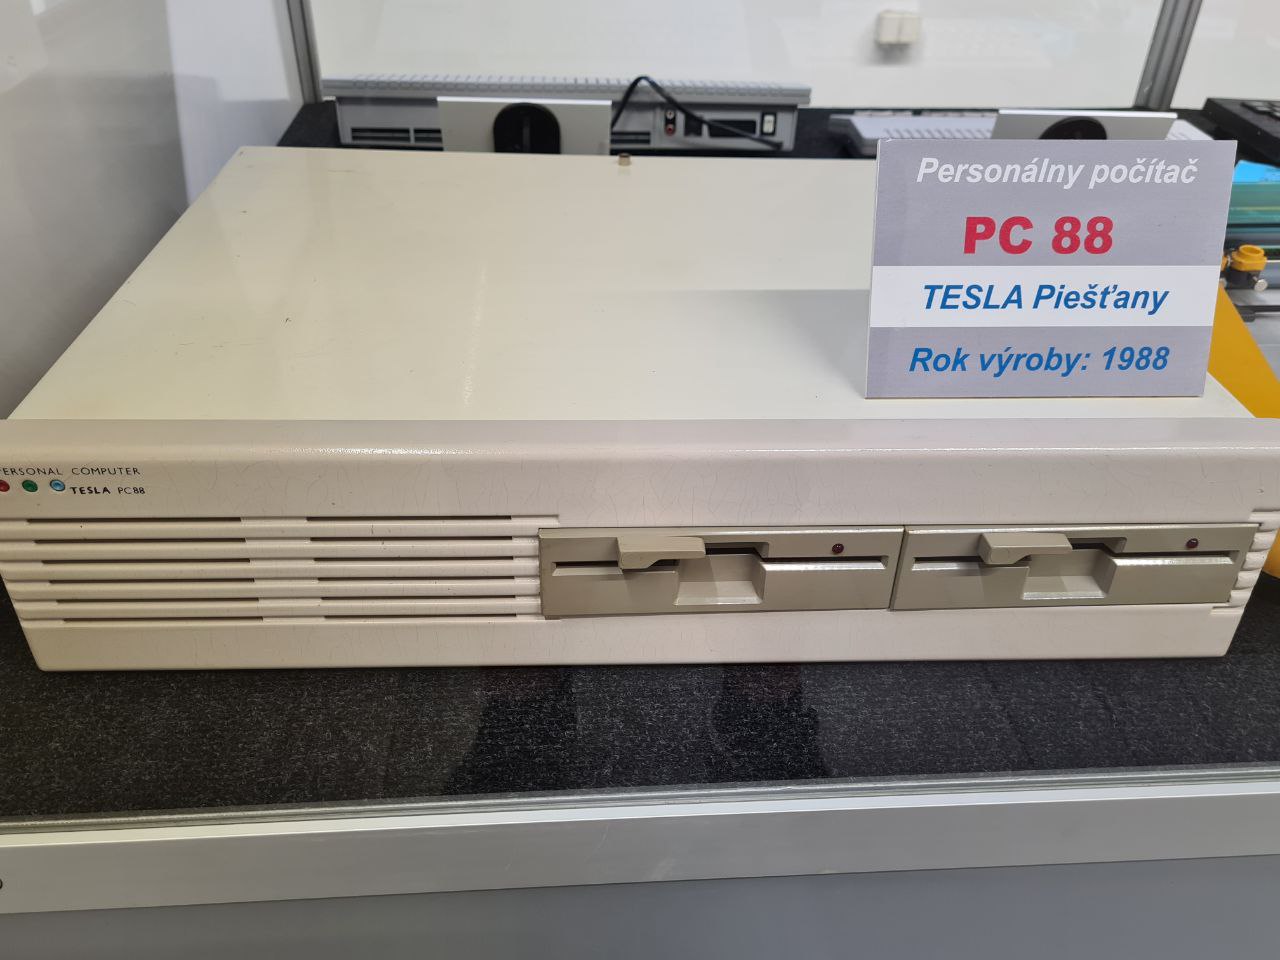 Personálny počítač
PC 88
TESLA Piešťany
Rok výroby: 1988
PERSONAL COMPUTER
TESLA PC88